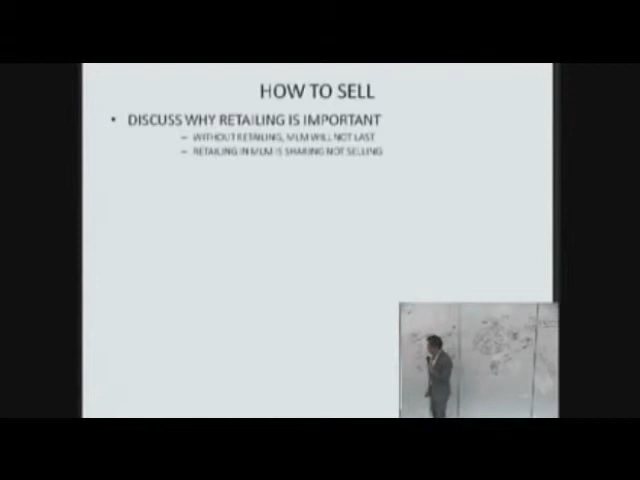 HOW TO SELL
• DISCUSS WHY RETAILING IS IMPORTANT
– WITHOUT RETAILING, MLM WILL NOT LAST
– RETAILING IN MLM IS SHARING NOT SELLING